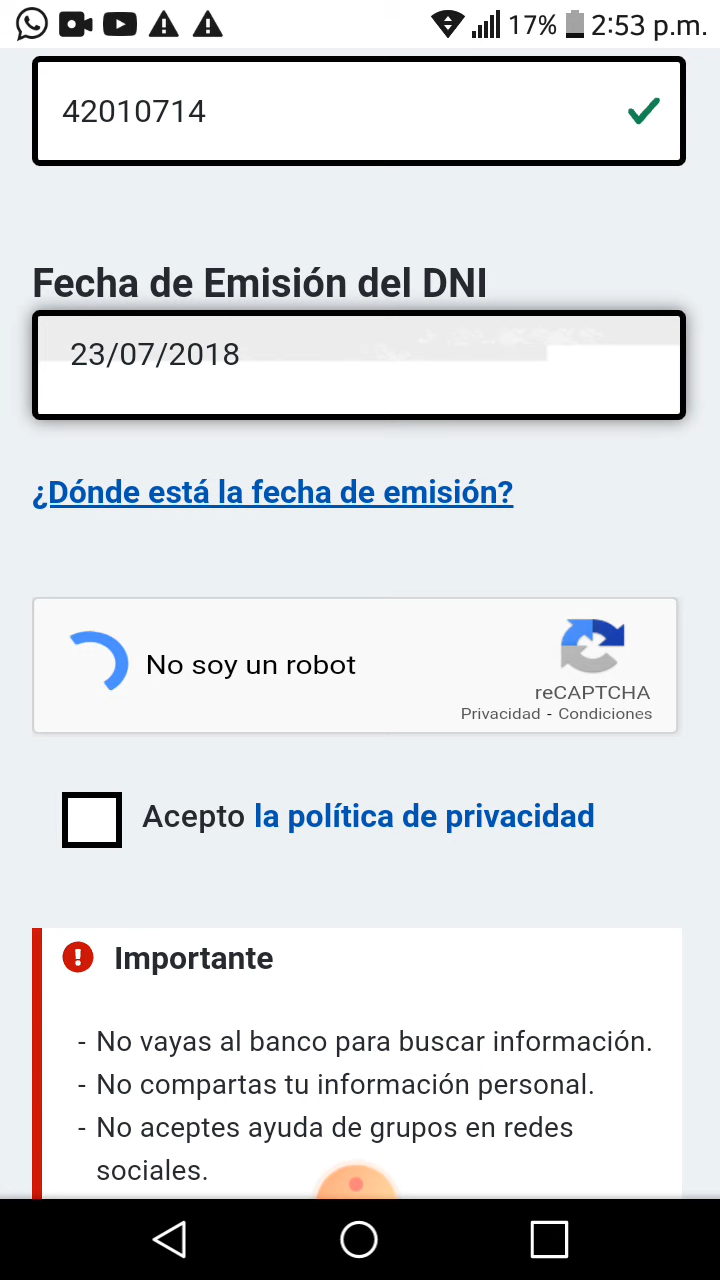 17% 2:53 p.m.
42010714
Fecha de Emisión del DNI
23/07/2018
¿Dónde está la fecha de emisión?
No soy un robot
reCAPTCHA
Privacidad - Condiciones
Acepto la política de privacidad
Importante
- No vayas al banco para buscar información.
- No compartas tu información personal.
- No aceptes ayuda de grupos en redes
sociales.